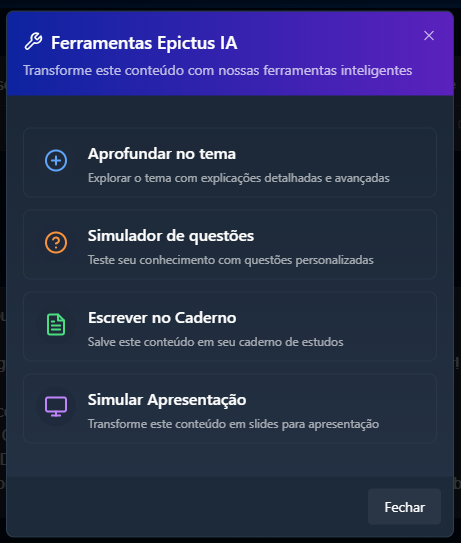 Ferramentas Epictus IA
Transforme este conteúdo com nossas ferramentas inteligentes
Aprofundar no tema
Explorar o tema com explicações detalhadas e avançadas
Simulador de questões
Teste seu conhecimento com questões personalizadas
Escrever no Caderno
Salve este conteúdo em seu caderno de estudos
Simular Apresentação
Transforme este conteúdo em slides para apresentação
Fechar